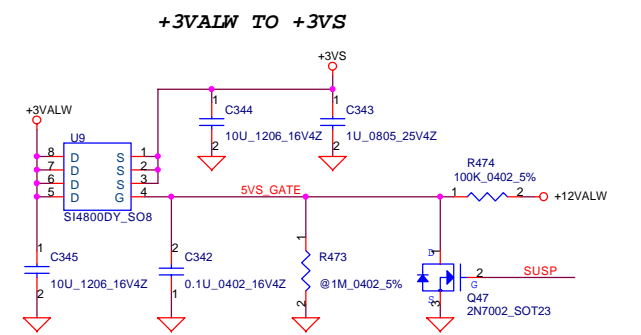 +3VALW TO +3VS
+3VS
+3VALW
U9
8 D S 1
7 D S 2
6 D S 3
5 D G 4
SI4800DY_SO8
1
C344
10U_1206_16V4Z
2
1
C343
1U_0805_25V4Z
2
R474
100K_0402_5%
1 2
+12VALW
5VS_GATE
1
C345
10U_1206_16V4Z
2
2
C342
0.1U_0402_16V4Z
1
1
R473
@1M_0402_5%
2
D 1
2 SUSP
G
S 3
Q47
2N7002_SOT23